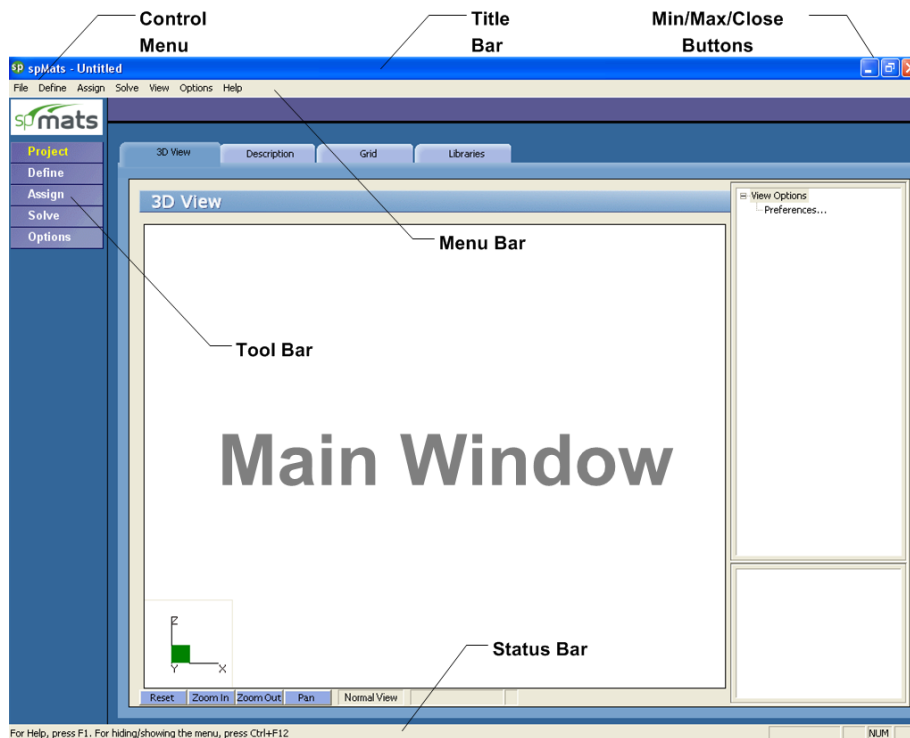 Control Menu
Title Bar
Min/Max/Close Buttons
sp spMats - Untitled
File Define Assign Solve View Options Help
sp mats
Project
Define
Assign
Solve
Options
3D View Description Grid Libraries
3D View
View Options
Preferences...
Menu Bar
Tool Bar
Main Window
Z
Y X
Status Bar
Reset Zoom In Zoom Out Pan Normal View
For Help, press F1. For hiding/showing the menu, press Ctrl+F12
NUM